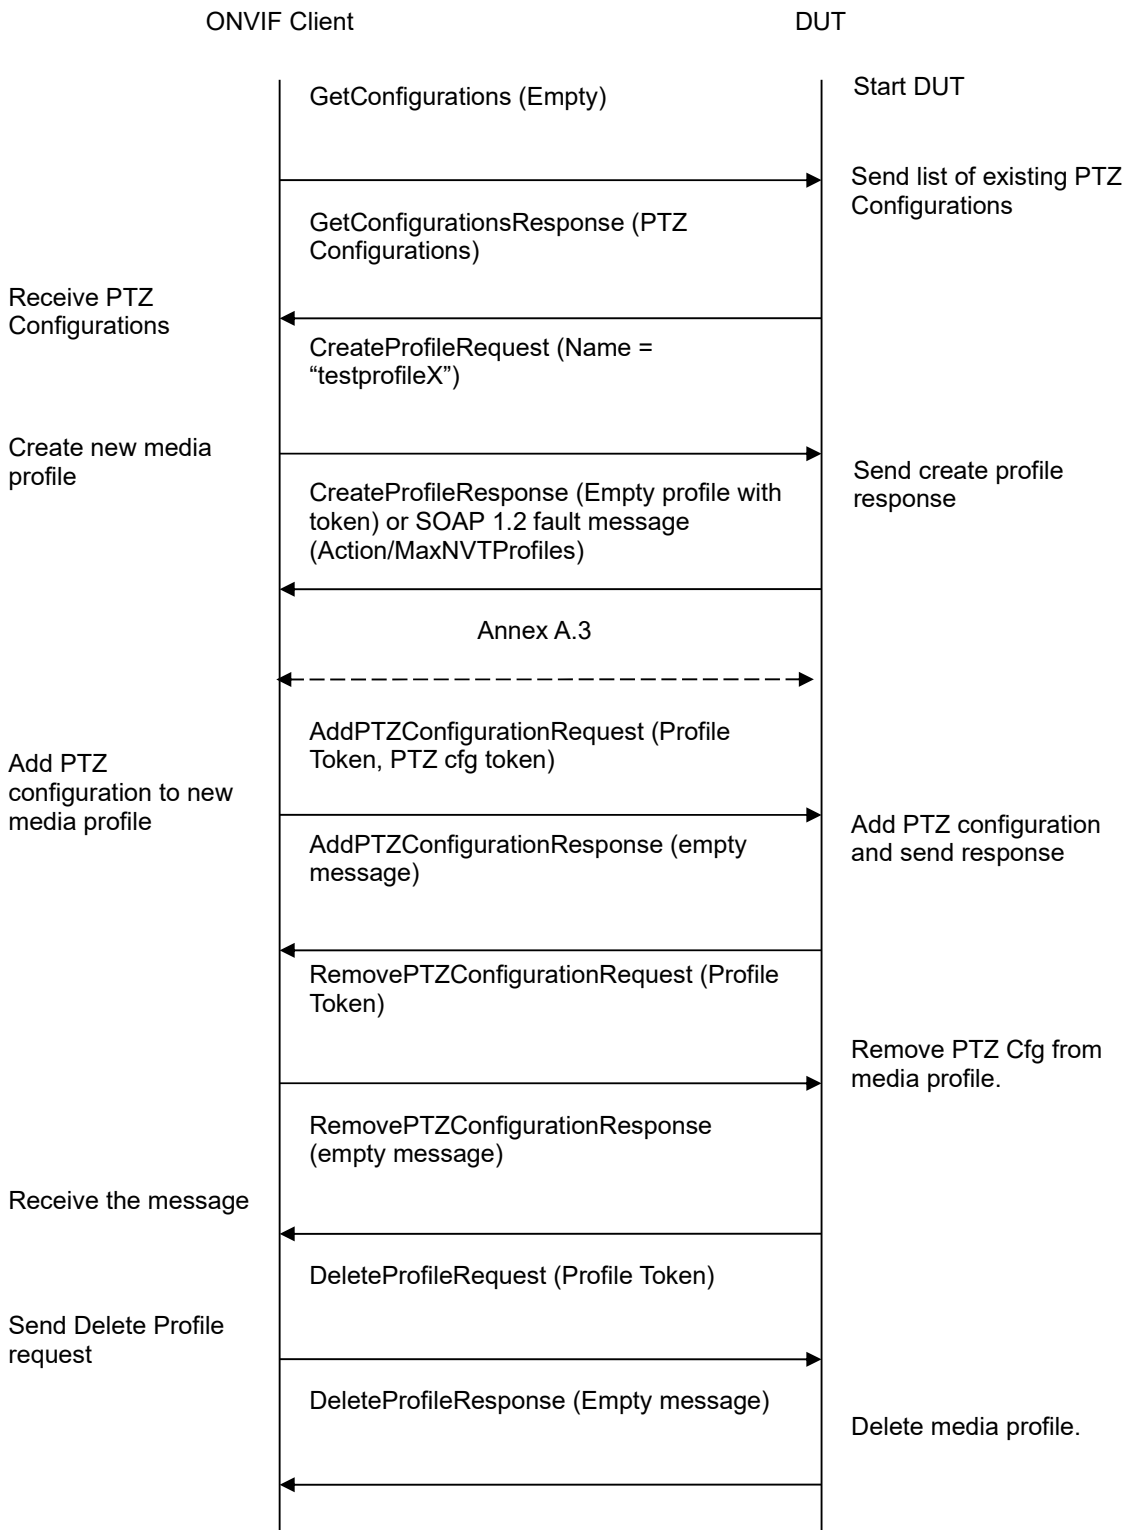 ONVIF Client
DUT
Start DUT
GetConfigurations (Empty)
Send list of existing PTZ
Configurations
GetConfigurationsResponse (PTZ
Configurations)
Receive PTZ
Configurations
CreateProfileRequest (Name =
“testprofileX”)
Create new media
profile
Send create profile
response
CreateProfileResponse (Empty profile with
token) or SOAP 1.2 fault message
(Action/MaxNVTProfiles)
Annex A.3
AddPTZConfigurationRequest (Profile
Token, PTZ cfg token)
Add PTZ
configuration to new
media profile
Add PTZ configuration
and send response
AddPTZConfigurationResponse (empty
message)
RemovePTZConfigurationRequest (Profile
Token)
Remove PTZ Cfg from
media profile.
RemovePTZConfigurationResponse
(empty message)
Receive the message
DeleteProfileRequest (Profile Token)
Send Delete Profile
request
DeleteProfileResponse (Empty message)
Delete media profile.